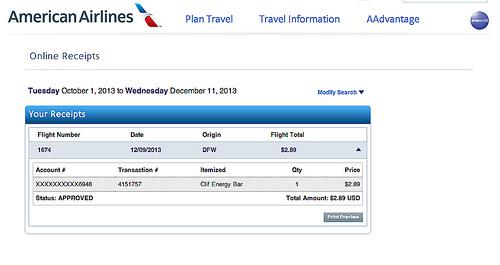 American Airlines
Plan Travel Travel Information AAdvantage
Online Receipts
Tuesday October 1, 2013 to Wednesday December 11, 2013
Modify Search
Your Receipts
Flight Number Date Origin Flight Total
1674 12/09/2013 DFW $2.89
Account # Transaction # Itemized Qty Price
XXXXXXXXXX6948 4151757 Clif Energy Bar 1 $2.89
Status: APPROVED Total Amount: $2.89 USD
Print Preview